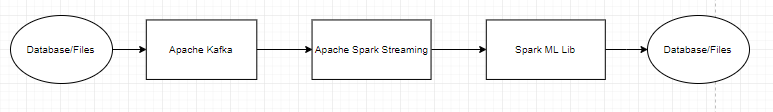 Database/Files
Apache Kafka
Apache Spark Streaming
Spark ML Lib
Database/Files